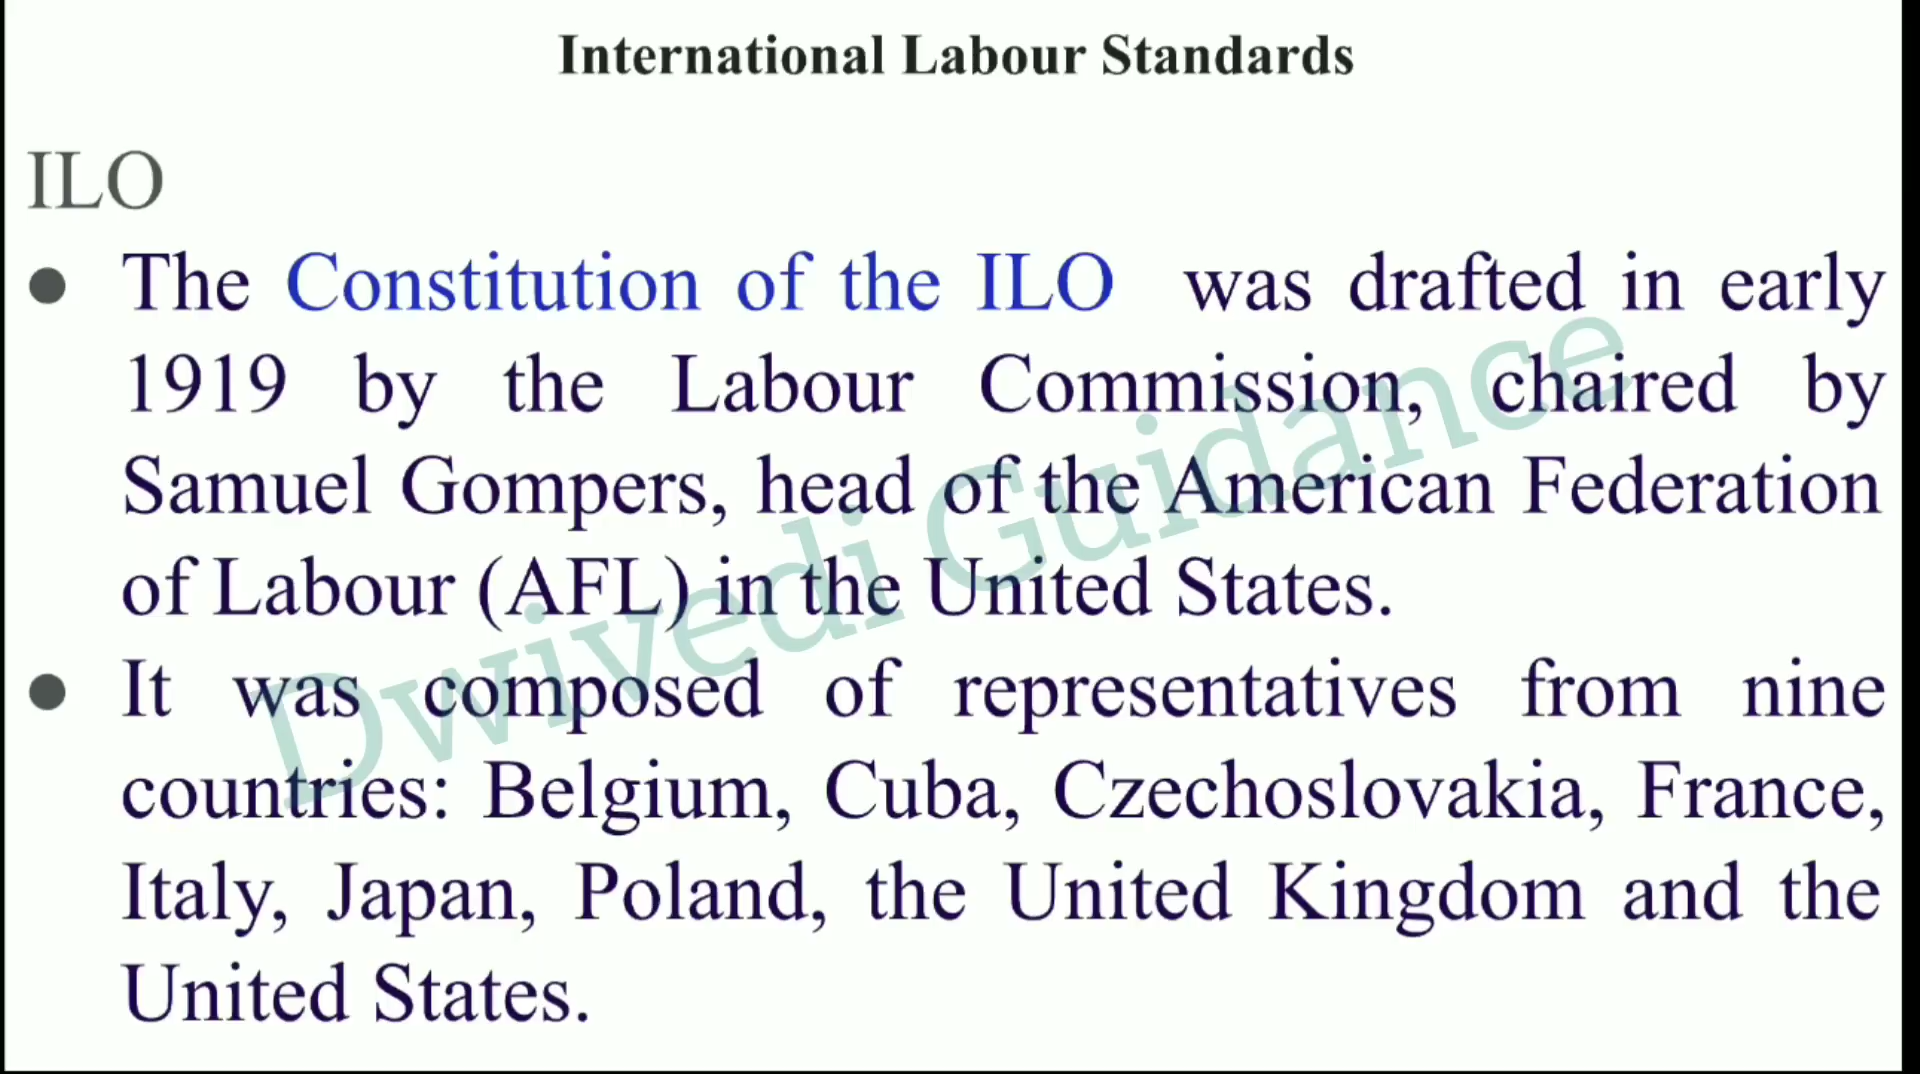 International Labour Standards
ILO
● The Constitution of the ILO was drafted in early
1919 by the Labour Commission, chaired by
Samuel Gompers, head of the American Federation
of Labour (AFL) in the United States.
● It was composed of representatives from nine
countries: Belgium, Cuba, Czechoslovakia, France,
Italy, Japan, Poland, the United Kingdom and the
United States.
Dwivedi Guidance